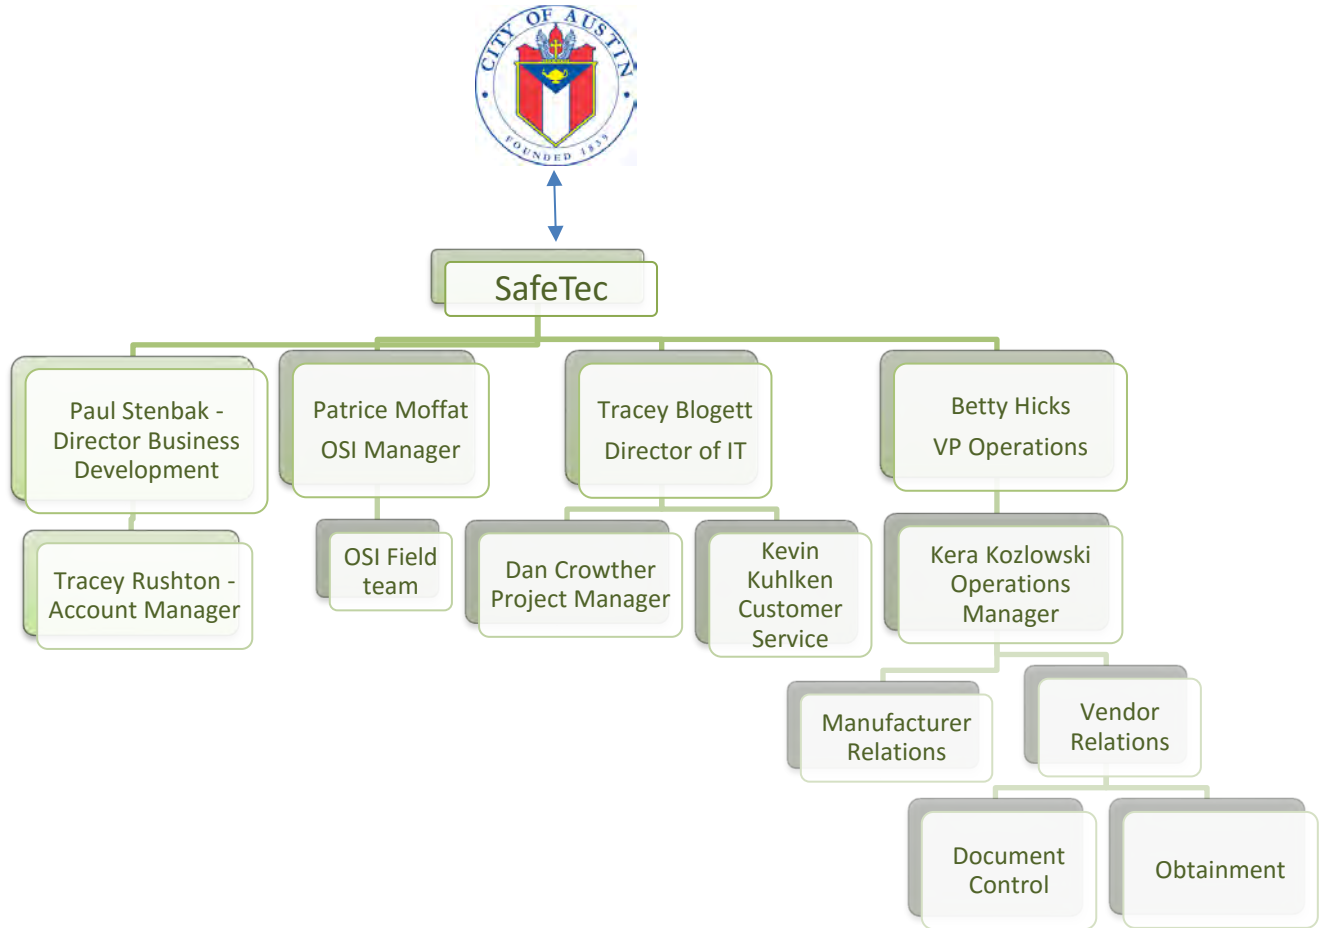 CITY OF AUSTIN
FOUNDED 1839
SafeTec
Paul Stenbak -
Director Business
Development
Patrice Moffat
OSI Manager
Tracey Blogett
Director of IT
Betty Hicks
VP Operations
Tracey Rushton -
Account Manager
OSI Field
team
Dan Crowther
Project Manager
Kevin
Kuhlken
Customer
Service
Kera Kozlowski
Operations
Manager
Manufacturer
Relations
Vendor
Relations
Document
Control
Obtainment